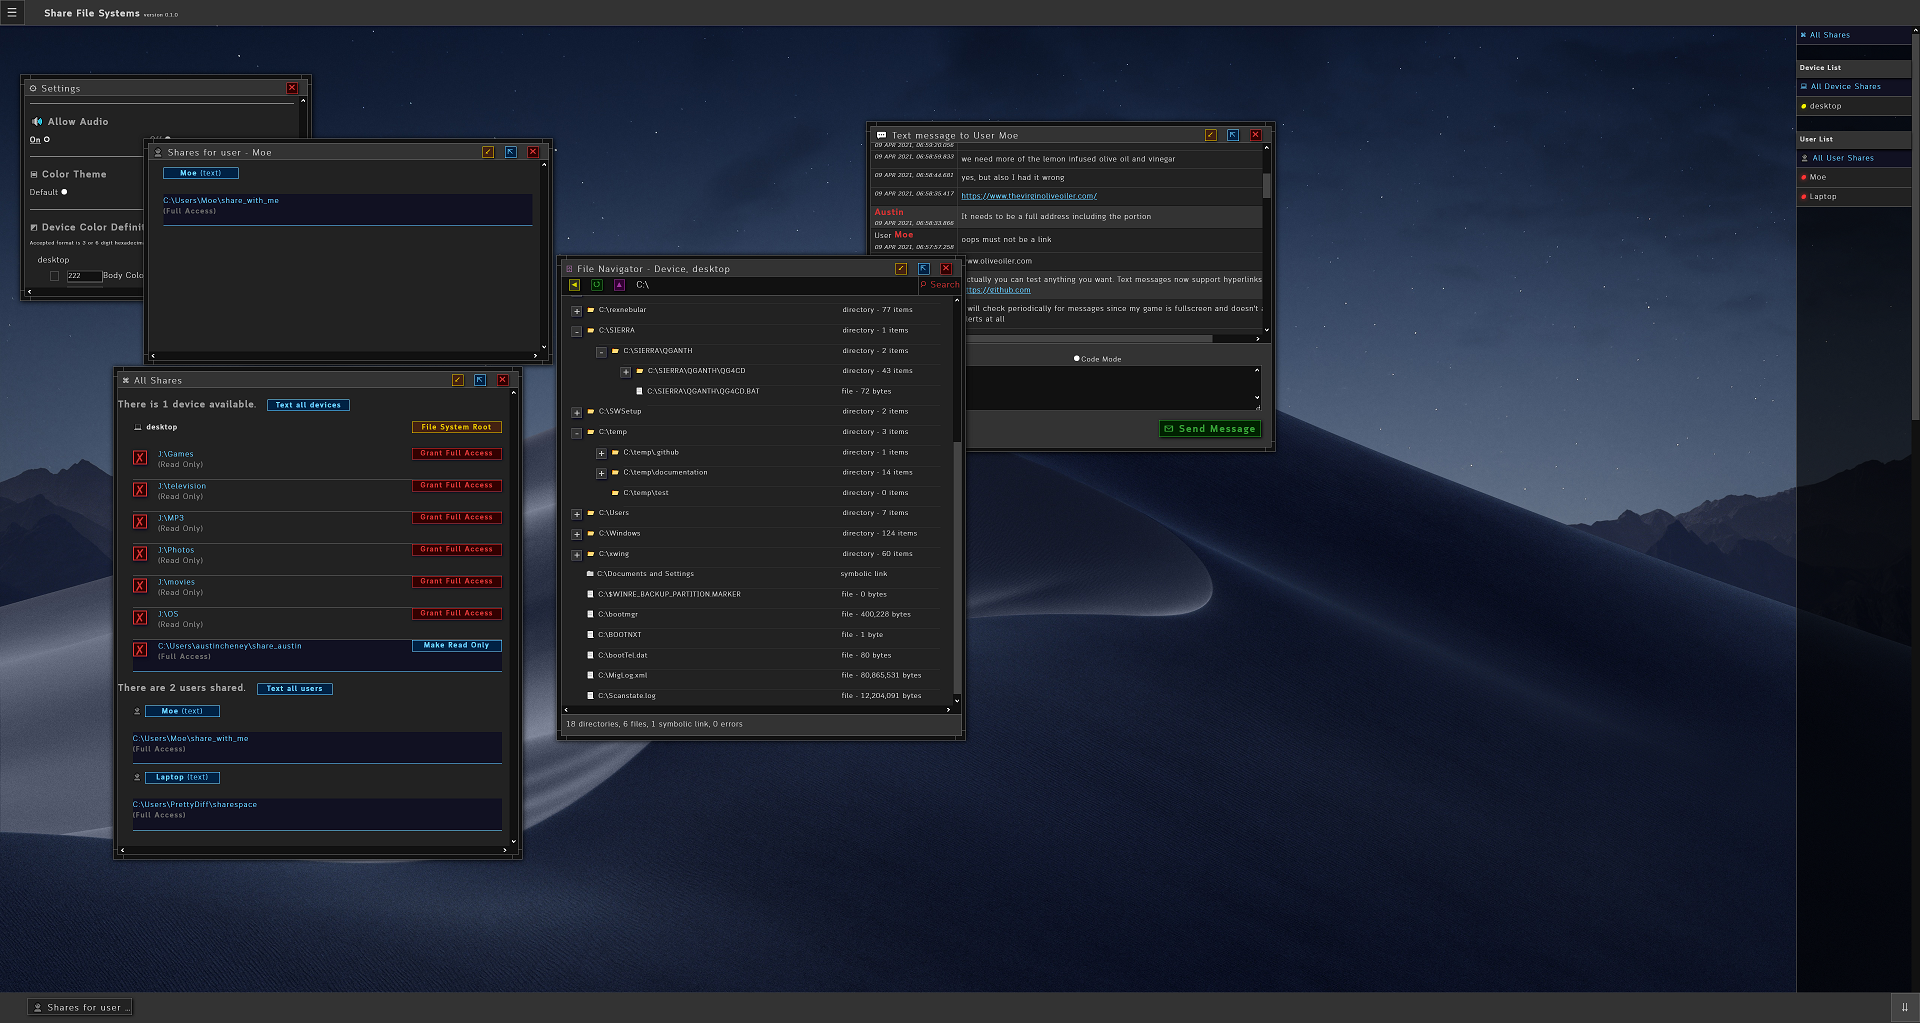 Share File Systems version 0.1.0
All Shares
Device List
All Device Shares
desktop
User List
All User Shares
Moe
Laptop
Settings
Allow Audio
On
Color Theme
Default
Device Color Definit
Accepted format is 3 or 6 digit hexadecim
desktop
222 Body Colo
Shares for user - Moe
Moe (text)
C:\Users\Moe\share_with_me
(Full Access)
All Shares
There is 1 device available. Text all devices
desktop File System Root
J:\Games Grant Full Access
(Read Only)
J:\television Grant Full Access
(Read Only)
J:\MP3 Grant Full Access
(Read Only)
J:\Photos Grant Full Access
(Read Only)
J:\movies Grant Full Access
(Read Only)
J:\OS Grant Full Access
(Read Only)
C:\Users\austincheney\share_austin Make Read Only
(Full Access)
There are 2 users shared. Text all users
Moe (text)
C:\Users\Moe\share_with_me
(Full Access)
Laptop (text)
C:\Users\PrettyDiff\sharespace
(Full Access)
File Navigator - Device, desktop
C:\ Search
C:\rexnebular directory - 77 items
C:\SIERRA directory - 1 items
C:\SIERRA\QGANTH directory - 2 items
C:\SIERRA\QGANTH\QG4CD directory - 43 items
C:\SIERRA\QGANTH\QG4CD.BAT file - 72 bytes
C:\SWSetup directory - 2 items
C:\temp directory - 3 items
C:\temp\.github directory - 1 items
C:\temp\documentation directory - 14 items
C:\temp\test directory - 0 items
C:\Users directory - 7 items
C:\Windows directory - 124 items
C:\xwing directory - 60 items
C:\Documents and Settings symbolic link
C:\$WINRE_BACKUP_PARTITION.MARKER file - 0 bytes
C:\bootmgr file - 400,228 bytes
C:\BOOTNXT file - 1 byte
C:\bootTel.dat file - 80 bytes
C:\MigLog.xml file - 80,865,531 bytes
C:\Scanstate.log file - 12,204,091 bytes
18 directories, 6 files, 1 symbolic link, 0 errors
Text message to User Moe
09 APR 2021, 06:59:20.056
09 APR 2021, 06:58:59.833 we need more of the lemon infused olive oil and vinegar
09 APR 2021, 06:58:44.681 yes, but also I had it wrong
09 APR 2021, 06:58:35.417 https://www.thevirginoliveoiler.com/
Austin
09 APR 2021, 06:58:33.866 It needs to be a full address including the portion
User Moe
09 APR 2021, 06:57:57.258 oops must not be a link
ww.oliveoiler.com
ctually you can test anything you want. Text messages now support hyperlinks
ttps://github.com
will check periodically for messages since my game is fullscreen and doesn't
lerts at all
Code Mode
Send Message
Shares for user ...